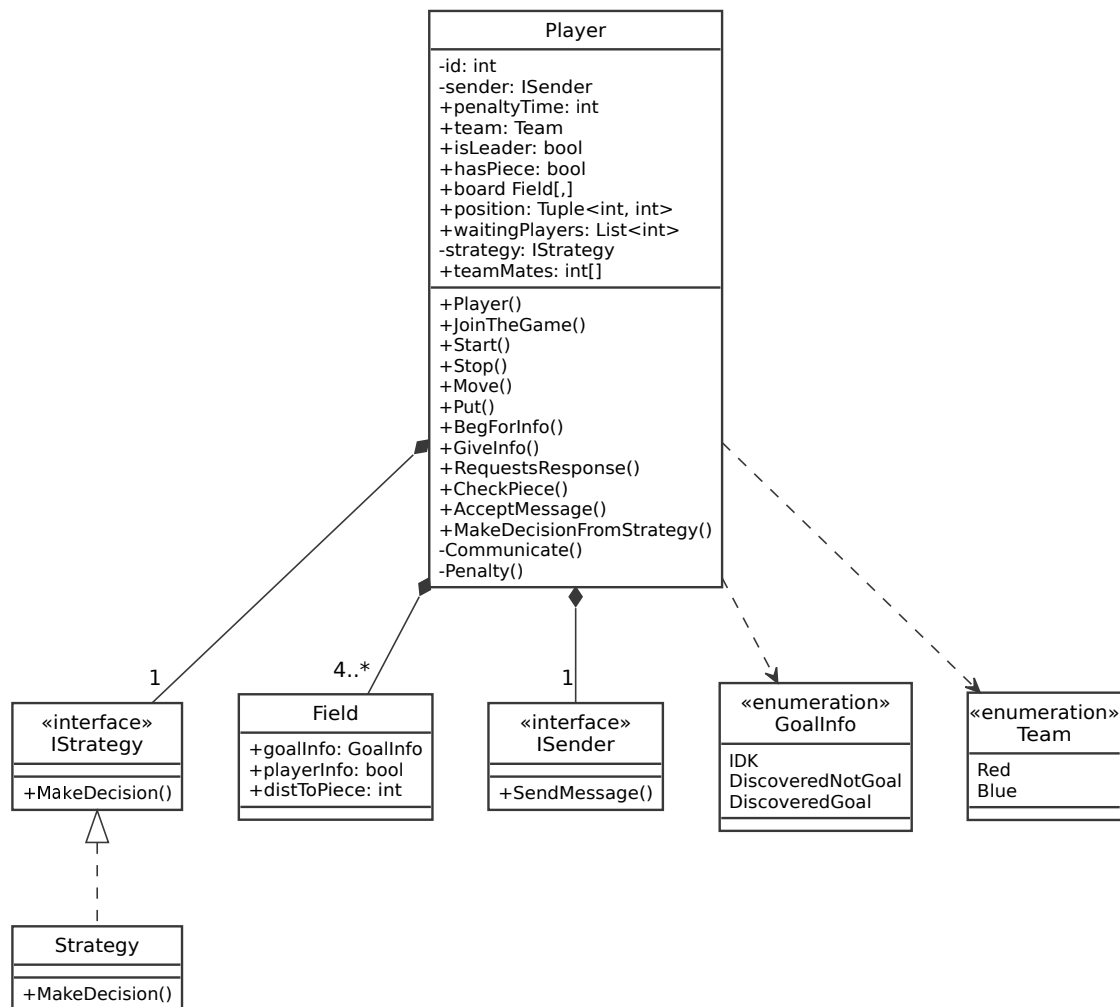 Player
-id: int
-sender: ISender
+penaltyTime: int
+team: Team
+isLeader: bool
+hasPiece: bool
+board Field[,]
+position: Tuple<int, int>
+waitingPlayers: List<int>
-strategy: IStrategy
+teamMates: int[]
+Player()
+JoinTheGame()
+Start()
+Stop()
+Move()
+Put()
+BegForInfo()
+GiveInfo()
+RequestsResponse()
+CheckPiece()
+AcceptMessage()
+MakeDecisionFromStrategy()
-Communicate()
-Penalty()
1
4..*
1
«interface»
IStrategy
+MakeDecision()
Field
+goalInfo: GoalInfo
+playerInfo: bool
+distToPiece: int
«interface»
ISender
+SendMessage()
«enumeration»
GoalInfo
IDK
DiscoveredNotGoal
DiscoveredGoal
«enumeration»
Team
Red
Blue
Strategy
+MakeDecision()